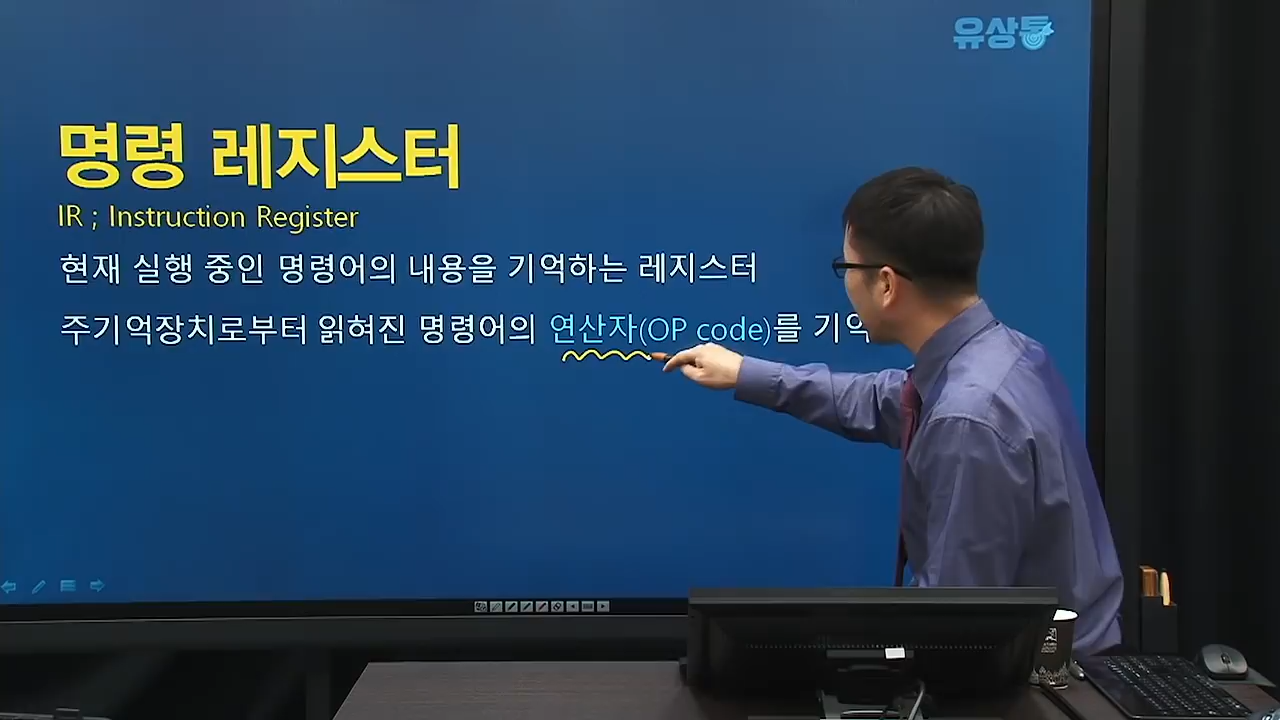 유상통
명령 레지스터
IR ; Instruction Register
현재 실행 중인 명령어의 내용을 기억하는 레지스터
주기억장치로부터 읽혀진 명령어의 연산자(OP code)를 기억